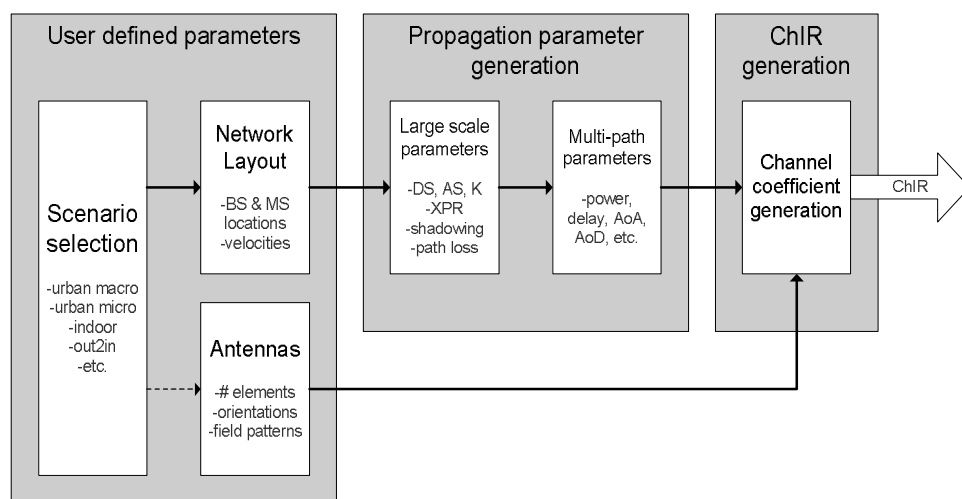 User defined parameters
Scenario
selection
-urban macro
-urban micro
-indoor
-out2in
-etc.
Network
Layout
-BS & MS
locations
-velocities
Antennas
-# elements
-orientations
-field patterns
Propagation parameter
generation
Large scale
parameters
-DS, AS, K
-XPR
-shadowing
-path loss
Multi-path
parameters
-power,
delay, AoA,
AoD, etc.
ChIR
generation
Channel
coefficient
generation
ChIR